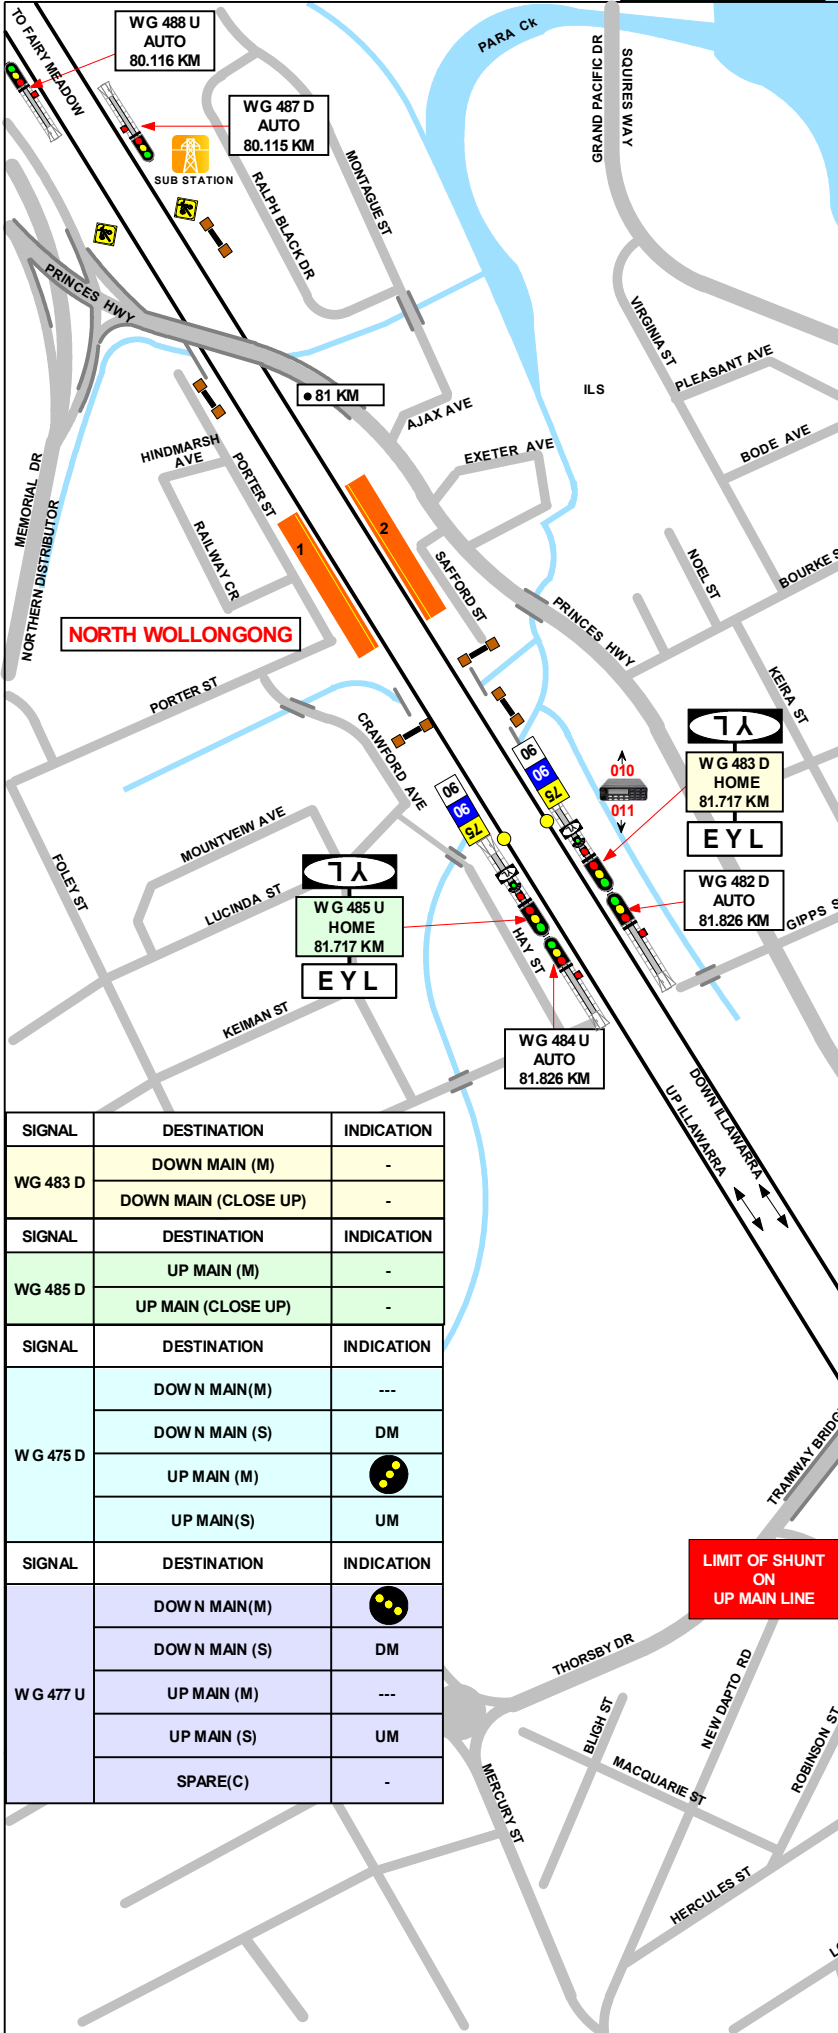 TO FAIRY MEADOW
WG 488 U
AUTO
80.116 KM
WG 487 D
AUTO
80.115 KM
SUB STATION
PARA Ck
GRAND PACIFIC DR
SQUIRES WAY
MONTAGUE ST
RALPH BLACK DR
PRINCES HWY
81 KM
AJAX AVE
ILS
VIRGINIA ST
PLEASANT AVE
BODE AVE
EXETER AVE
HINDMARSH
AVE
PORTER ST
RAILWAY CR
MEMORIAL DR
NORTHERN DISTRIBUTOR
1
2
SAFFORD ST
NOEL ST
BOURKE S
PRINCES HWY
NORTH WOLLONGONG
PORTER ST
KEIRA ST
CRAWFORD AVE
90
90
75
90
90
75
010
011
YL
WG 483 D
HOME
81.717 KM
EYL
MOUNTVEIW AVE
FOLEY ST
LUCINDA ST
YL
WG 485 U
HOME
81.717 KM
EYL
WG 482 D
AUTO
81.826 KM
GIPPS S
HAY ST
KEIMAN ST
WG 484 U
AUTO
81.826 KM
DOWN ILLAWARRA
UP ILLAWARRA
SIGNAL DESTINATION INDICATION
WG 483 D DOWN MAIN (M) -
DOWN MAIN (CLOSE UP) -
SIGNAL DESTINATION INDICATION
WG 485 D UP MAIN (M) -
UP MAIN (CLOSE UP) -
SIGNAL DESTINATION INDICATION
WG 475 D DOWN MAIN(M) ---
DOWN MAIN (S) DM
UP MAIN (M)
UP MAIN(S) UM
SIGNAL DESTINATION INDICATION
WG 477 U DOWN MAIN(M)
DOWN MAIN (S) DM
UP MAIN (M) ---
UP MAIN (S) UM
SPARE(C) -
TRAMWAY BRIDG
LIMIT OF SHUNT
ON
UP MAIN LINE
THORSBY DR
NEW DAPTO RD
BLIGH ST
ROBINSON ST
MACQUARIE ST
MERCURY ST
HERCULES ST